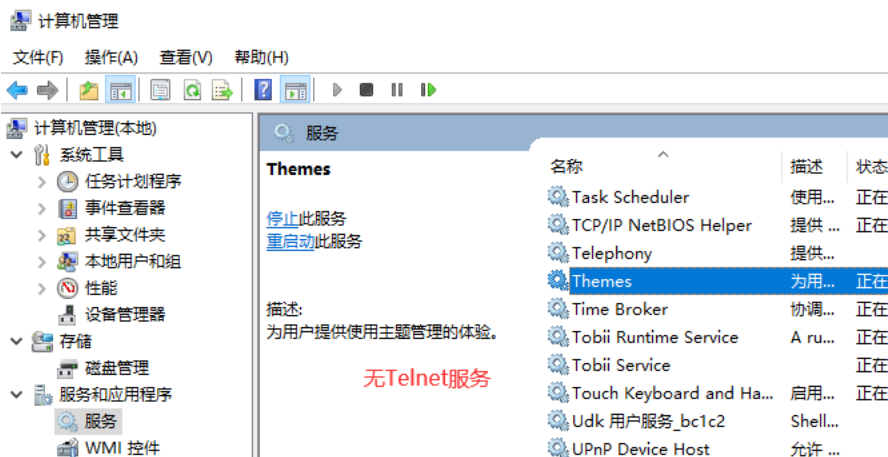 计算机管理
文件(F) 操作(A) 查看(V) 帮助(H)
计算机管理(本地)
系统工具
任务计划程序
事件查看器
共享文件夹
本地用户和组
性能
设备管理器
存储
磁盘管理
服务和应用程序
服务
WMI 控件
服务
Themes
停止此服务
重启动此服务
描述:
为用户提供使用主题管理的体验。
无Telnet服务
名称 描述 状态
Task Scheduler 使用... 正在
TCP/IP NetBIOS Helper 提供 ... 正在
Telephony 提供...
Themes 为用... 正在
Time Broker 协调... 正在
Tobii Runtime Service A ru... 正在
Tobii Service 正在
Touch Keyboard and Ha... 启用... 正在
Udk 用户服务_bc1c2 Shell...
UPnP Device Host 允许 ...